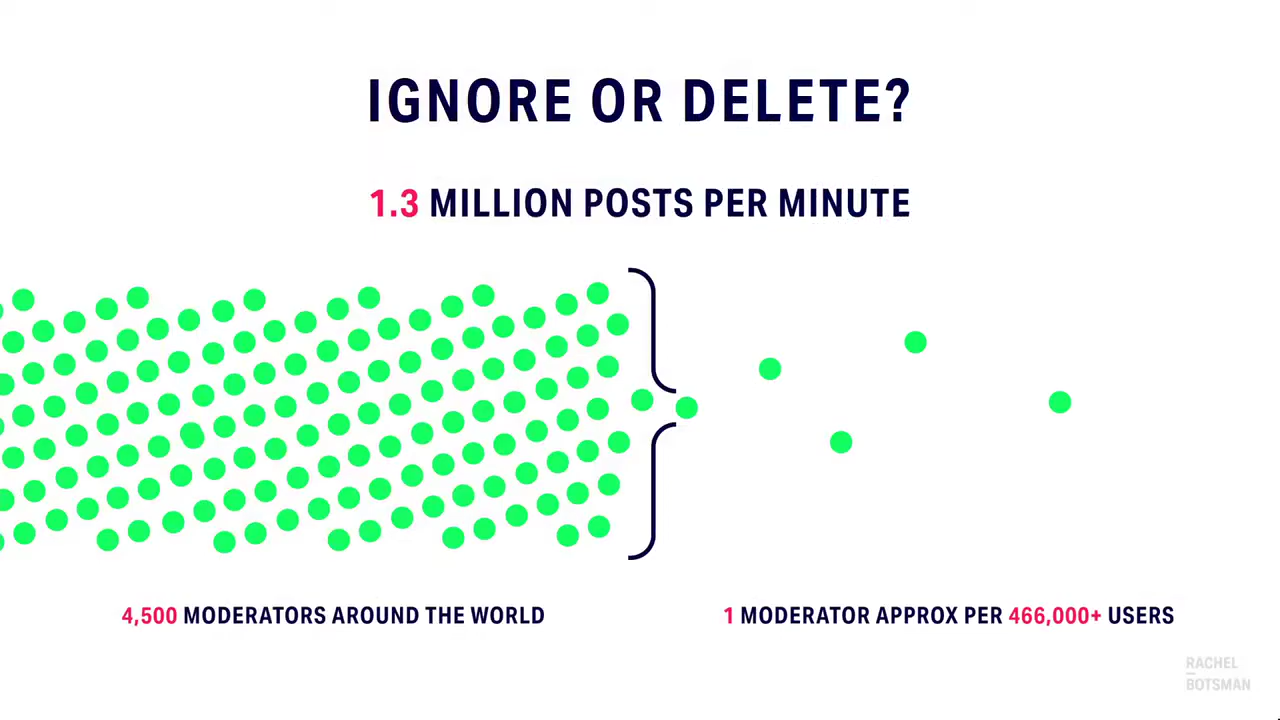 IGNORE OR DELETE?
1.3 MILLION POSTS PER MINUTE
4,500 MODERATORS AROUND THE WORLD
1 MODERATOR APPROX PER 466,000+ USERS
RACHEL
BOTSMAN